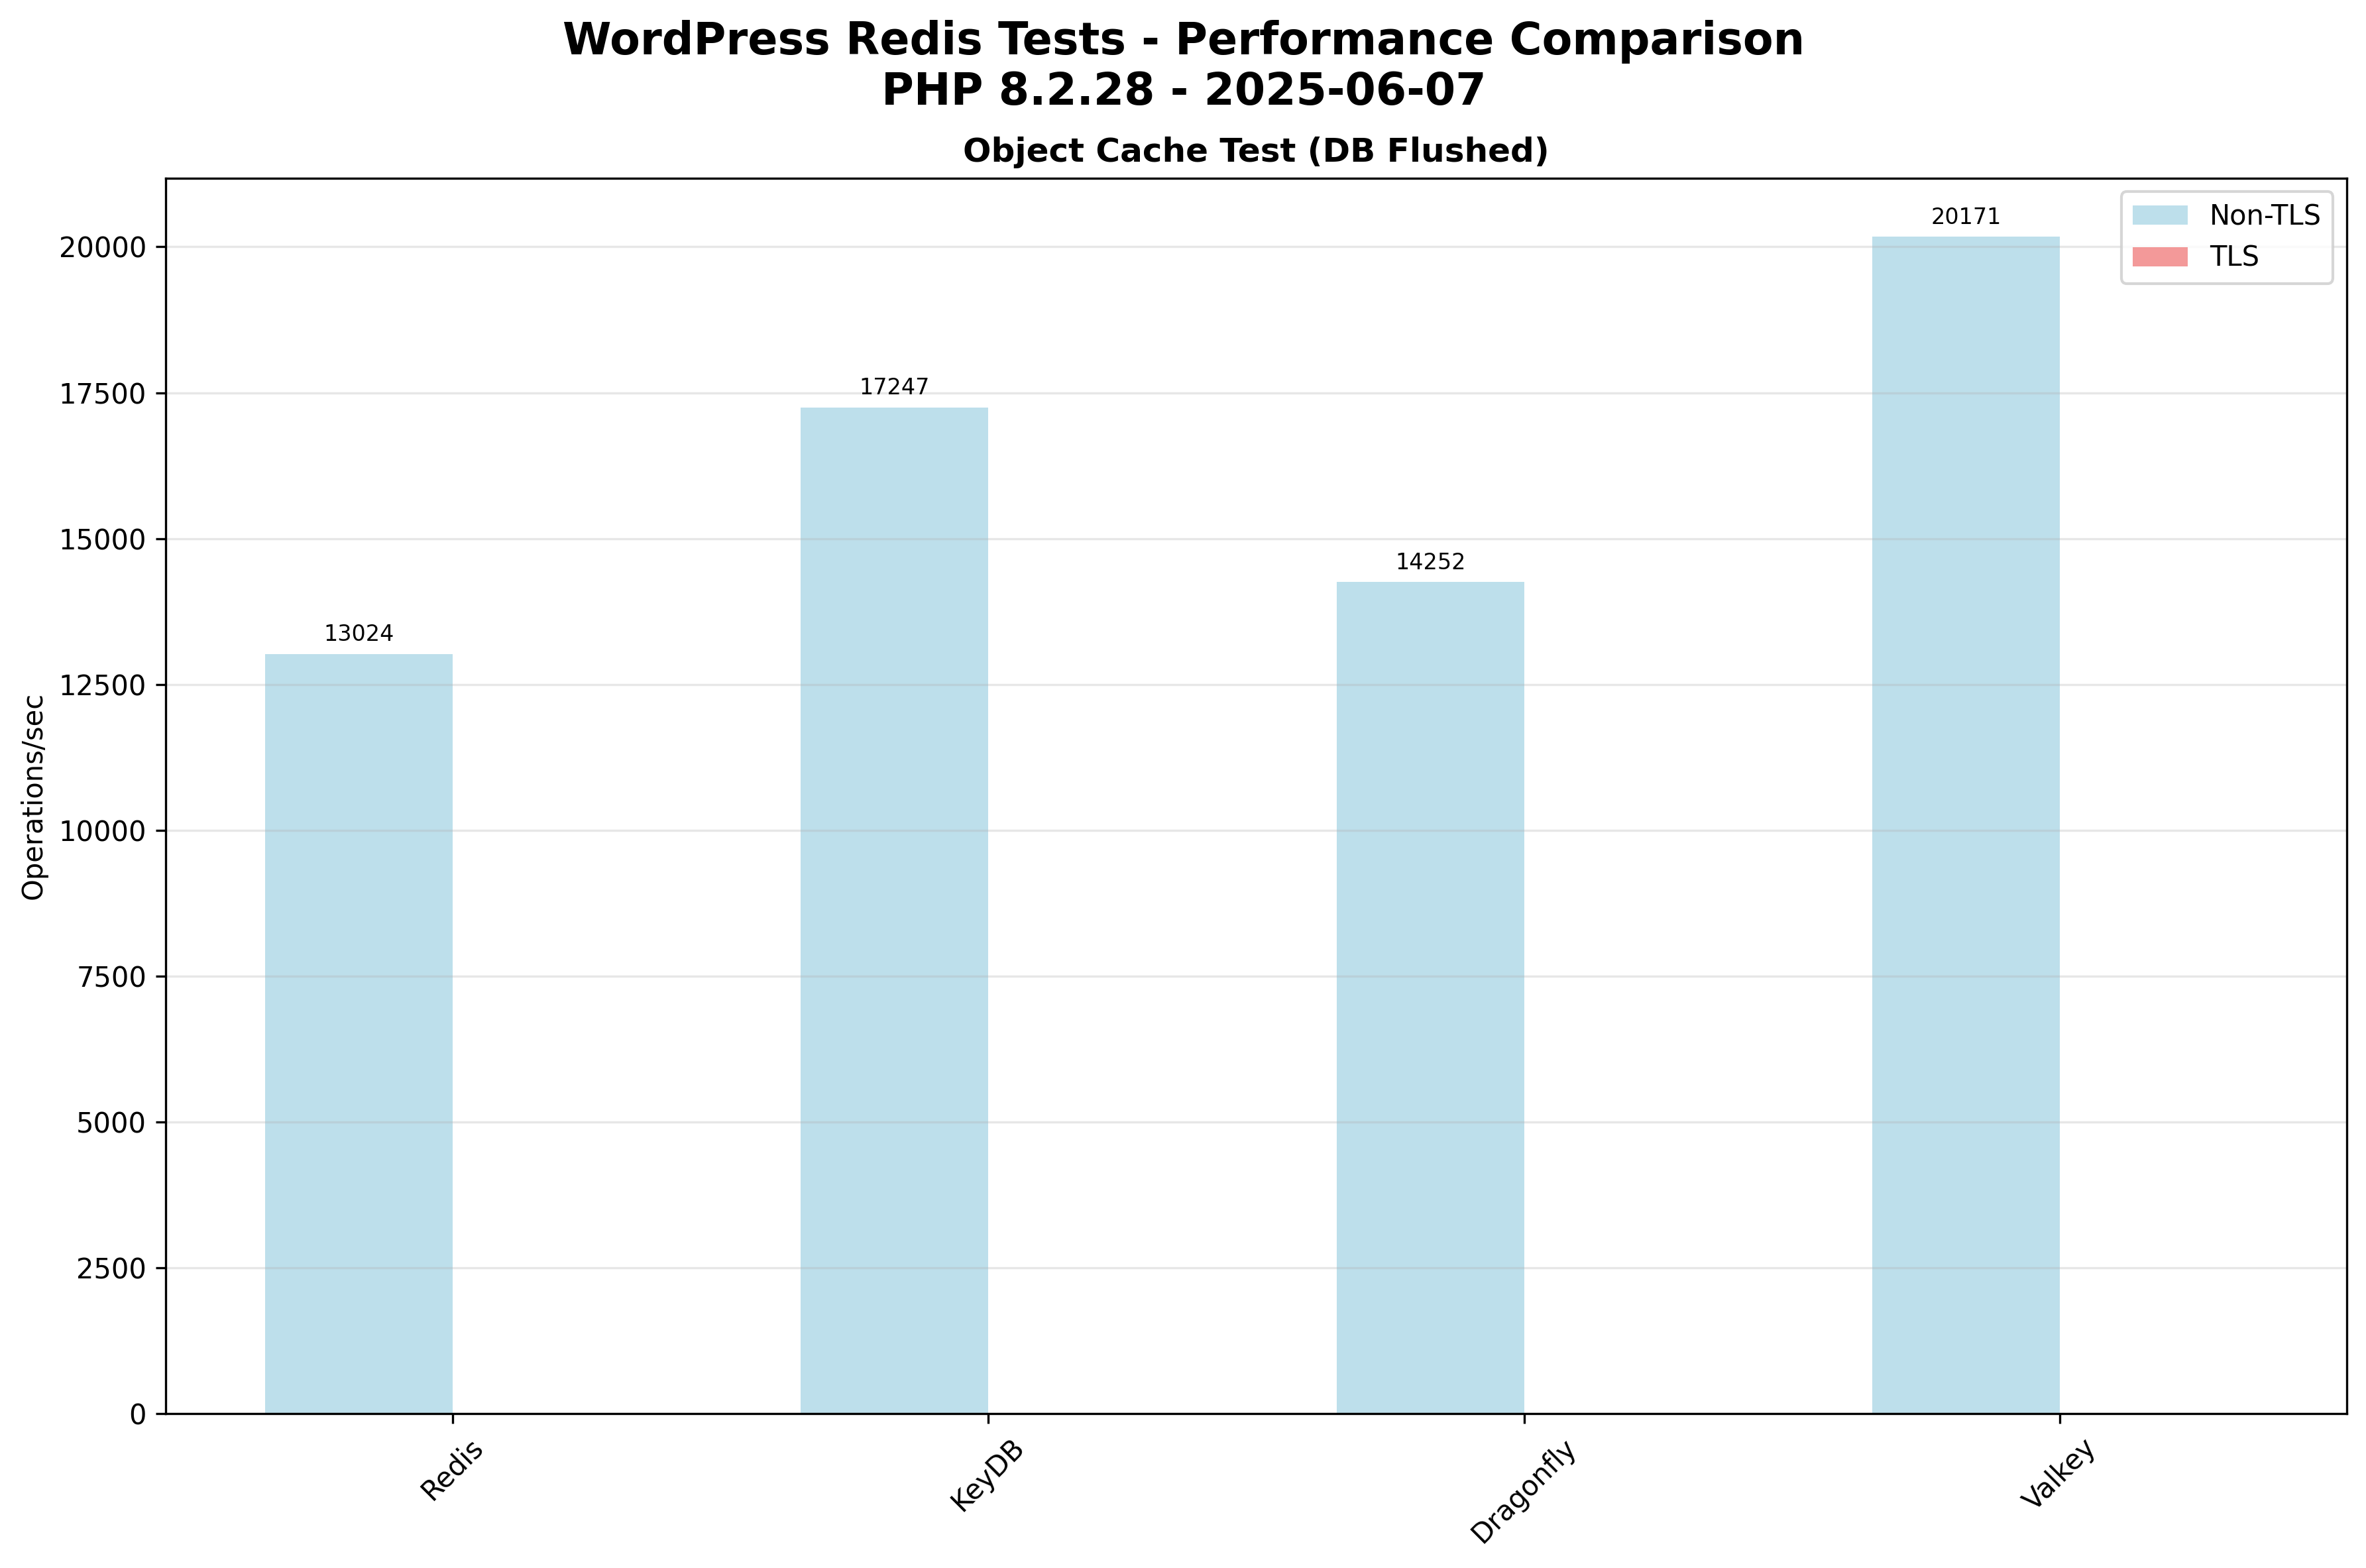 WordPress Redis Tests - Performance Comparison
PHP 8.2.28 - 2025-06-07
Object Cache Test (DB Flushed)
Non-TLS
TLS
20171
17247
14252
13024
20000
17500
15000
12500
10000
7500
5000
2500
0
Operations/sec
Redis
KeyDB
Dragonfly
Valkey